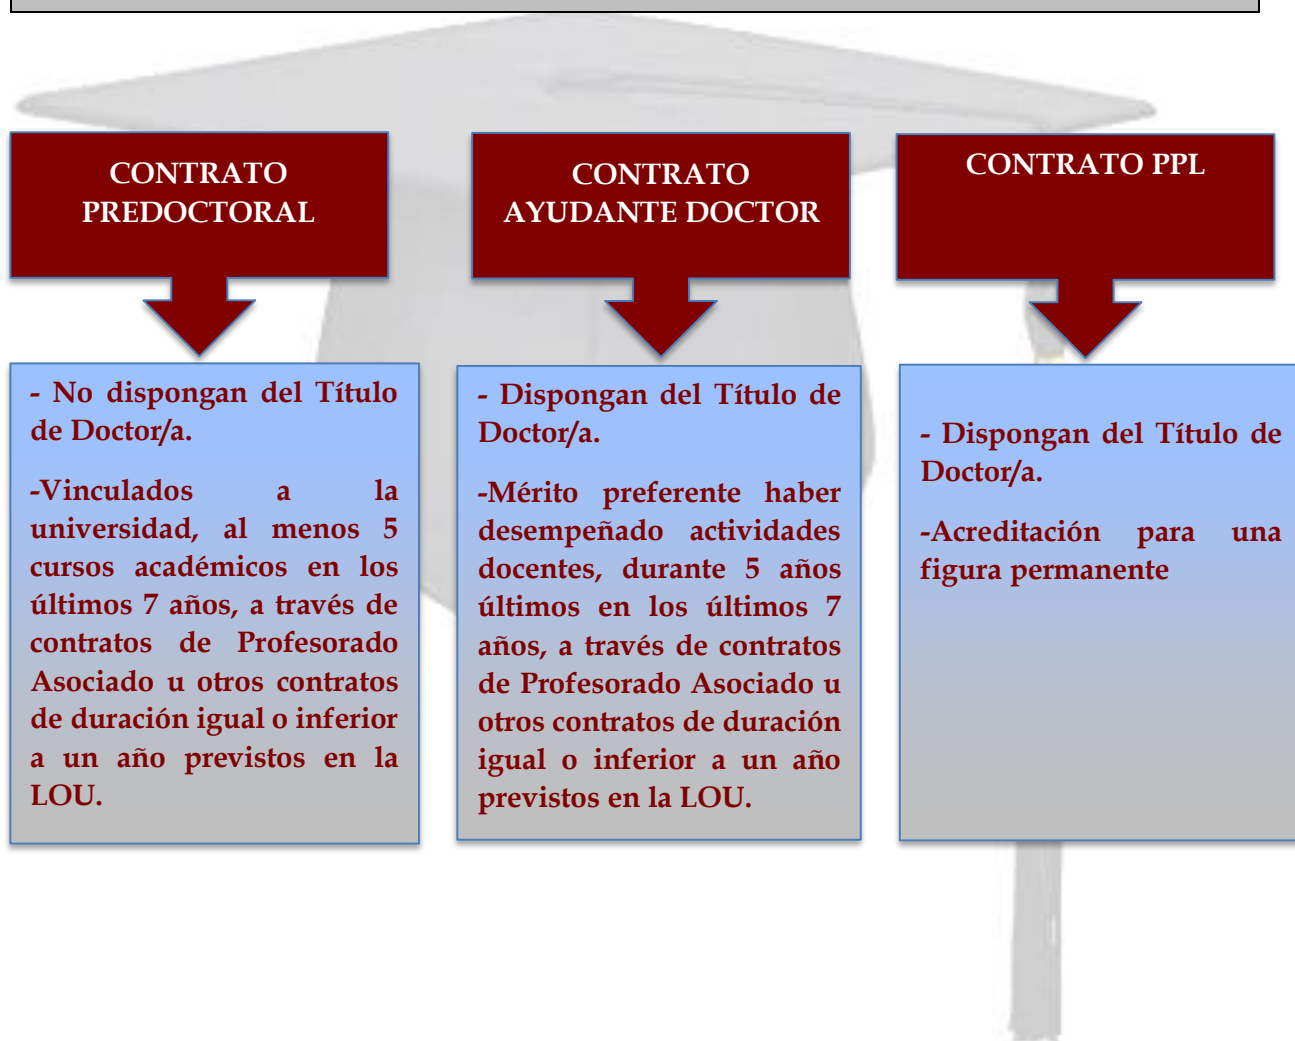 CONTRATO
PREDOCTORAL
- No dispongan del Título
de Doctor/a.
-Vinculados a la
universidad, al menos 5
cursos académicos en los
últimos 7 años, a través de
contratos de Profesorado
Asociado u otros contratos
de duración igual o inferior
a un año previstos en la
LOU.
CONTRATO
AYUDANTE DOCTOR
- Dispongan del Título de
Doctor/a.
-Mérito preferente haber
desempeñado actividades
docentes, durante 5 años
últimos en los últimos 7
años, a través de contratos
de Profesorado Asociado u
otros contratos de duración
igual o inferior a un año
previstos en la LOU.
CONTRATO PPL
- Dispongan del Título de
Doctor/a.
-Acreditación para una
figura permanente